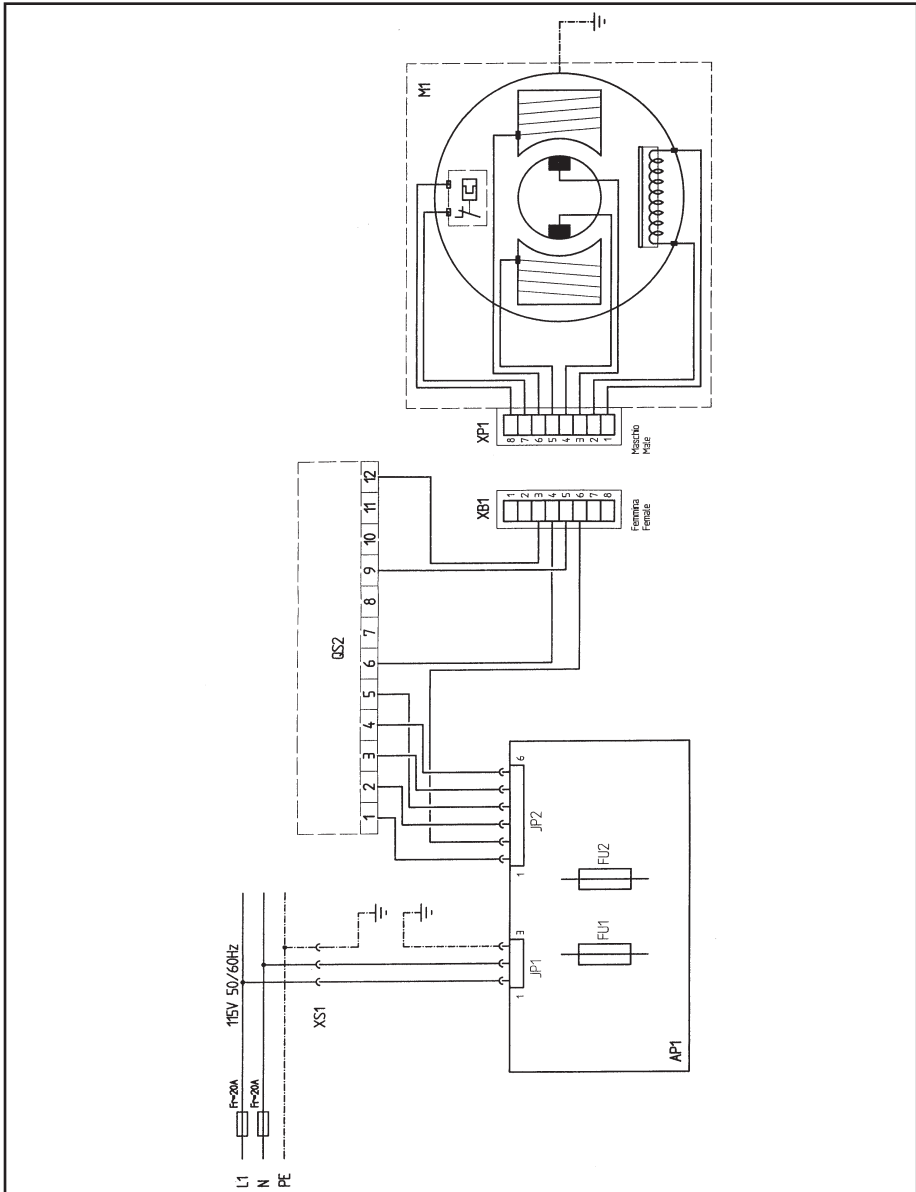 L1
N
PE
Fr=20A
Fr=20A
115V 50/60Hz
XS1
QS2
1 2 3 4 5 6 7 8 9 10 11 12
M1
XP1
8 7 6 5 4 3 2 1
Maschio
Male
XB1
1 2 3 4 5 6 7 8
Femmina
Female
1 JP1 3
1 JP2 6
FU1
FU2
AP1